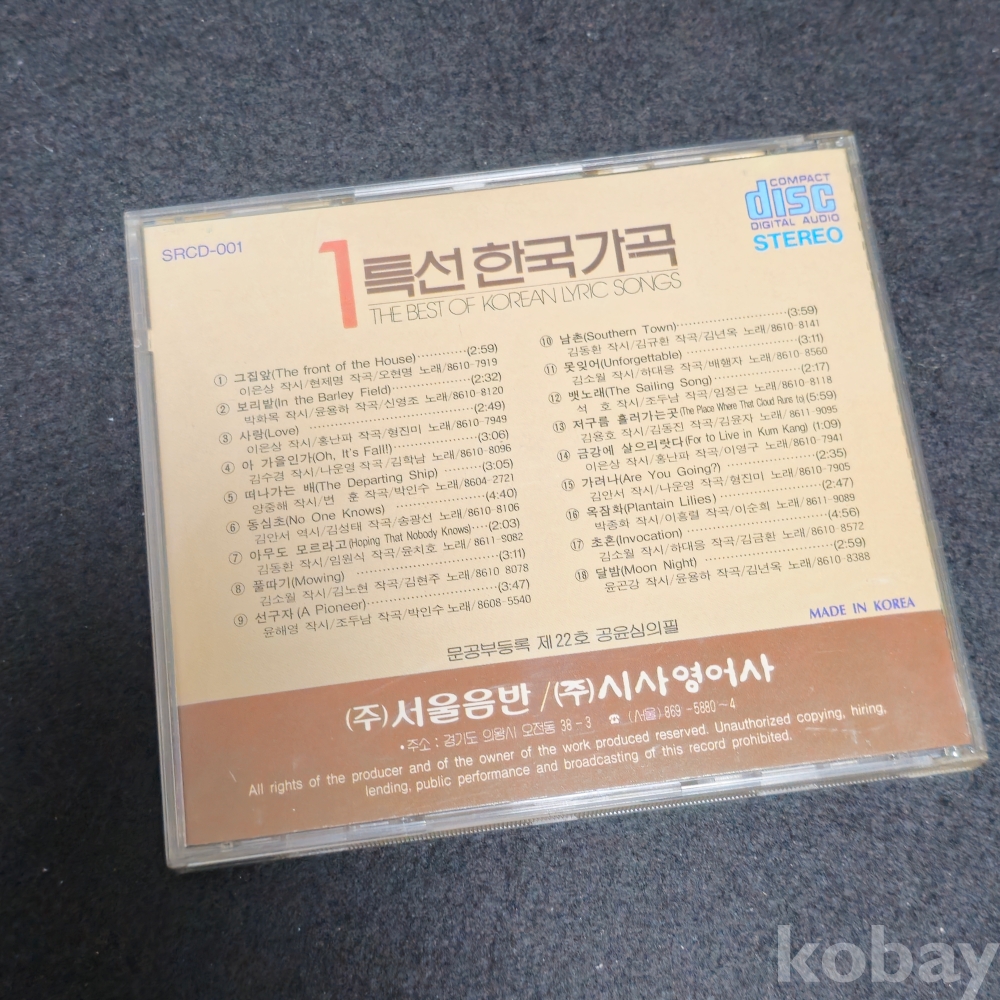 SRCD-001
COMPACT
disc
DIGITAL AUDIO
STEREO
1 특선 한국가곡
THE BEST OF KOREAN LYRIC SONGS
① 그집앞(The front of the House)············(2:59)
이은상 작시/현제명 작곡/오현명 노래/8610-7919
② 보리밭(In the Barley Field)··············(2:32)
박화목 작시/윤용하 작곡/신영조 노래/8610-8120
③ 사랑(Love) ··························(2:49)
이은상 작시/홍난파 작곡/형진미 노래/8610-7949
④ 아 가을인가(Oh, It's Fall!)··············(3:06)
김수경 작시/나운영 작곡/김학남 노래/8610-8096
⑤ 떠나가는 배(The Departing Ship) ·········(3:05)
양중해 작시/변 훈 작곡/박인수 노래/8604-2721
⑥ 동심초(No One Knows) ·················(4:40)
김안서 역시/김성태 작곡/송광선 노래/8610-8106
⑦ 아무도 모르라고(Hoping That Nobody Knows)····(2:03)
김동환 작시/임원식 작곡/윤치호 노래/8611-9082
⑧ 풀따기(Mowing)·······················(3:11)
김소월 작시/김노현 작곡/김현주 노래/8610 8078
⑨ 선구자(A Pioneer)·····················(3:47)
윤해영 작시/조두남 작곡/박인수 노래/8608-5540
⑩ 남촌(Southern Town)···················(3:59)
김동환 작시/김규환 작곡/김년옥 노래/8610-8141
⑪ 못잊어(Unforgettable) ·················(3:11)
김소월 작시/하대응 작곡/배행자 노래/8610-8560
⑫ 뱃노래(The Sailing Song)················(2:17)
석 호 작시/조두남 작곡/임정근 노래/8610-8118
⑬ 저구름 흘러가는곳(The Place Where That Cloud Runs to)(5:59)
김용호 작시/김동진 작곡/김윤자 노래/8611-9095
⑭ 금강에 살으리랏다(For to Live in Kum Kang)(1:09)
이은상 작시/홍난파 작곡/이영구 노래/8610-7941
⑮ 가려나(Are You Going?) ················(2:35)
김안서 작시/나운영 작곡/형진미 노래/8610-7905
⑯ 옥잠화(Plantain Lilies)·················(2:47)
박종화 작시/이흥렬 작곡/이순희 노래/8611-9089
⑰ 초혼(Invocation)······················(4:56)
김소월 작시/하대응 작곡/김금환 노래/8610-8572
⑱ 달밤(Moon Night)·····················(2:59)
윤곤강 작시/윤용하 작곡/김년옥 노래/8610-8388
MADE IN KOREA
문공부등록 제22호 공윤심의필
(주)서울음반/(주)시사영어사
•주소 : 경기도 의왕시 오전동 38-3 ☎ (서울) 869-5880~4
All rights of the producer and of the owner of the work produced reserved. Unauthorized copying, hiring,
lending, public performance and broadcasting of this record prohibited.
kobay